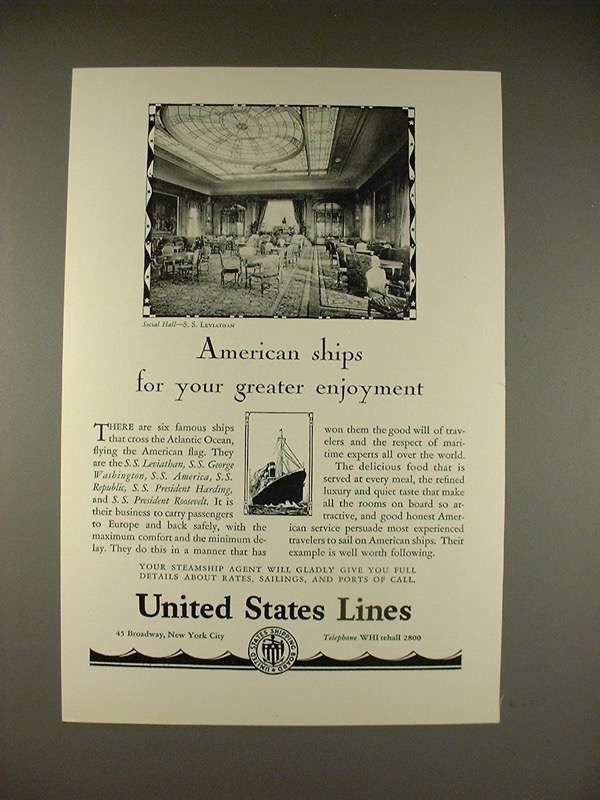 Social Hall—S. S. LEVIATHAN
American ships
for your greater enjoyment
THERE are six famous ships
that cross the Atlantic Ocean,
flying the American flag. They
are the S.S. Leviathan, S.S. George
Washington, S.S. America, S.S.
Republic, S.S. President Harding,
and S. S. President Roosevelt. It is
their business to carry passengers
to Europe and back safely, with the
maximum comfort and the minimum de-
lay. They do this in a manner that has
won them the good will of trav-
elers and the respect of mari-
time experts all over the world.
The delicious food that is
served at every meal, the refined
luxury and quiet taste that make
all the rooms on board so at-
tractive, and good honest Amer-
ican service persuade most experienced
travelers to sail on American ships. Their
example is well worth following.
YOUR STEAMSHIP AGENT WILL GLADLY GIVE YOU FULL
DETAILS ABOUT RATES, SAILINGS, AND PORTS OF CALL.
United States Lines
45 Broadway, New York City
Telephone WHItehall 2800
UNITED STATES SHIPPING BOARD